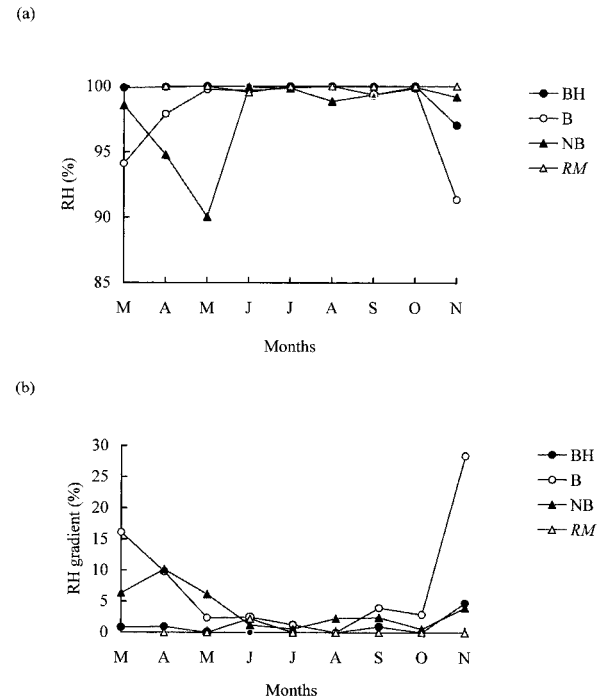 (a)
100
95
90
85
RH (%)
M A M J J A S O N
Months
BH
B
NB
RM
(b)
30
25
20
15
10
5
0
RH gradient (%)
M A M J J A S O N
Months
BH
B
NB
RM